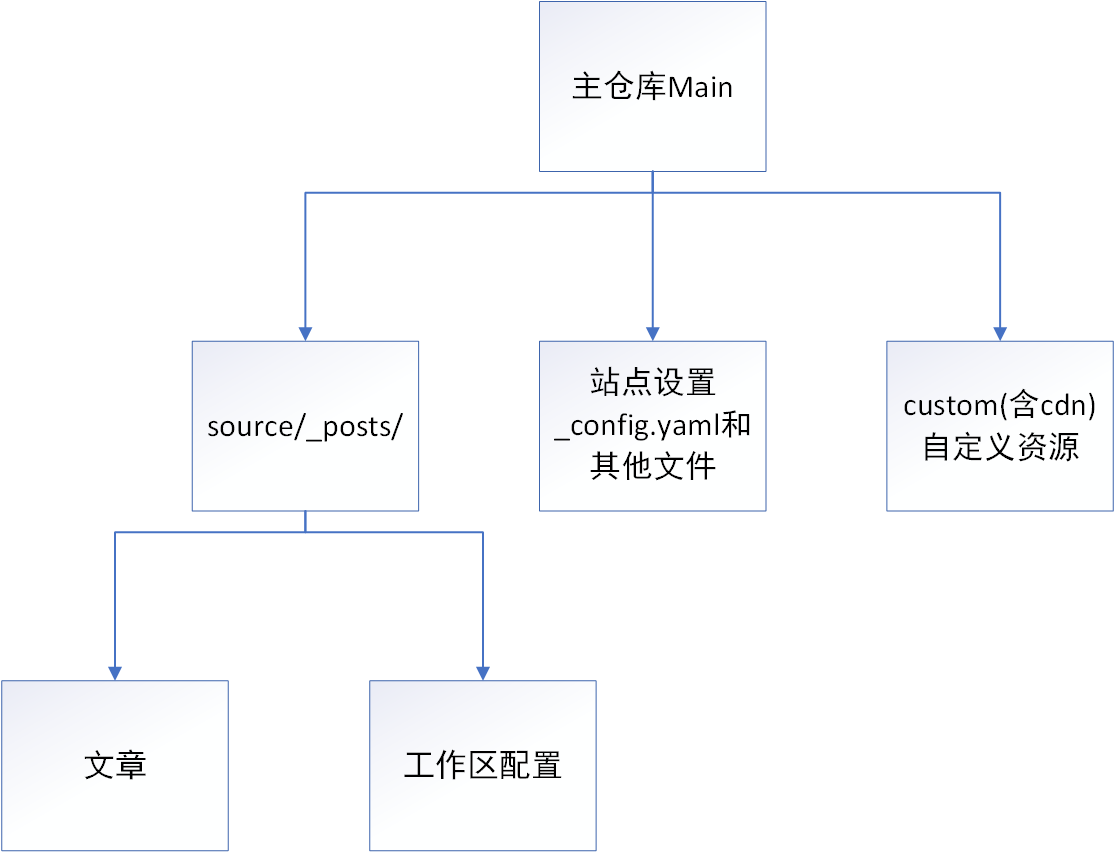 主仓库Main
source/_posts/
站点设置
_config.yaml和
其他文件
custom(含cdn)
自定义资源
文章
工作区配置